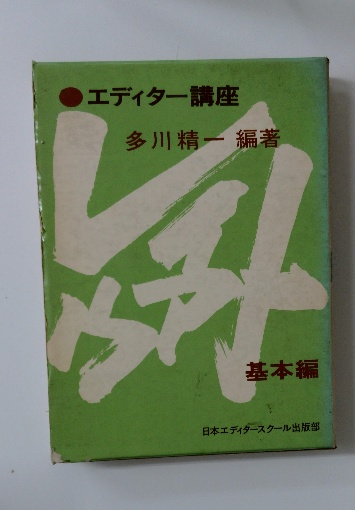 ●エディター講座
多川精一 編著
レイアウト
基本編
日本エディタースクール出版部